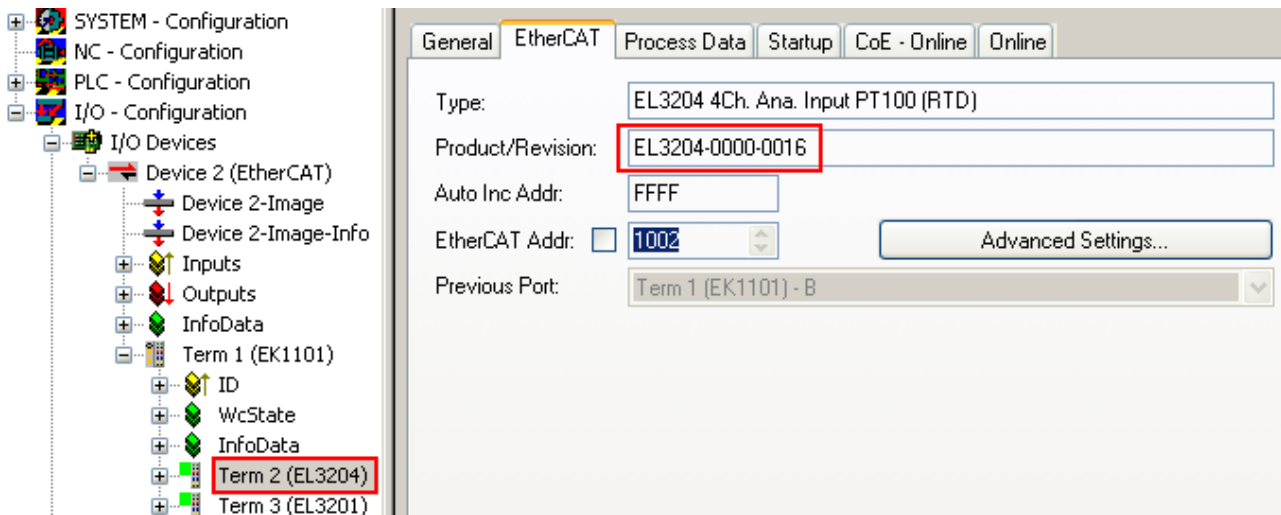 SYSTEM - Configuration
NC - Configuration
PLC - Configuration
I/O - Configuration
I/O Devices
Device 2 (EtherCAT)
Device 2-Image
Device 2-Image-Info
Inputs
Outputs
InfoData
Term 1 (EK1101)
ID
WcState
InfoData
Term 2 (EL3204)
Term 3 (EL3201)
General EtherCAT Process Data Startup CoE - Online Online
Type: EL3204 4Ch. Ana. Input PT100 (RTD)
Product/Revision: EL3204-0000-0016
Auto Inc Addr: FFFF
EtherCAT Addr: 1002 Advanced Settings...
Previous Port: Term 1 (EK1101) - B